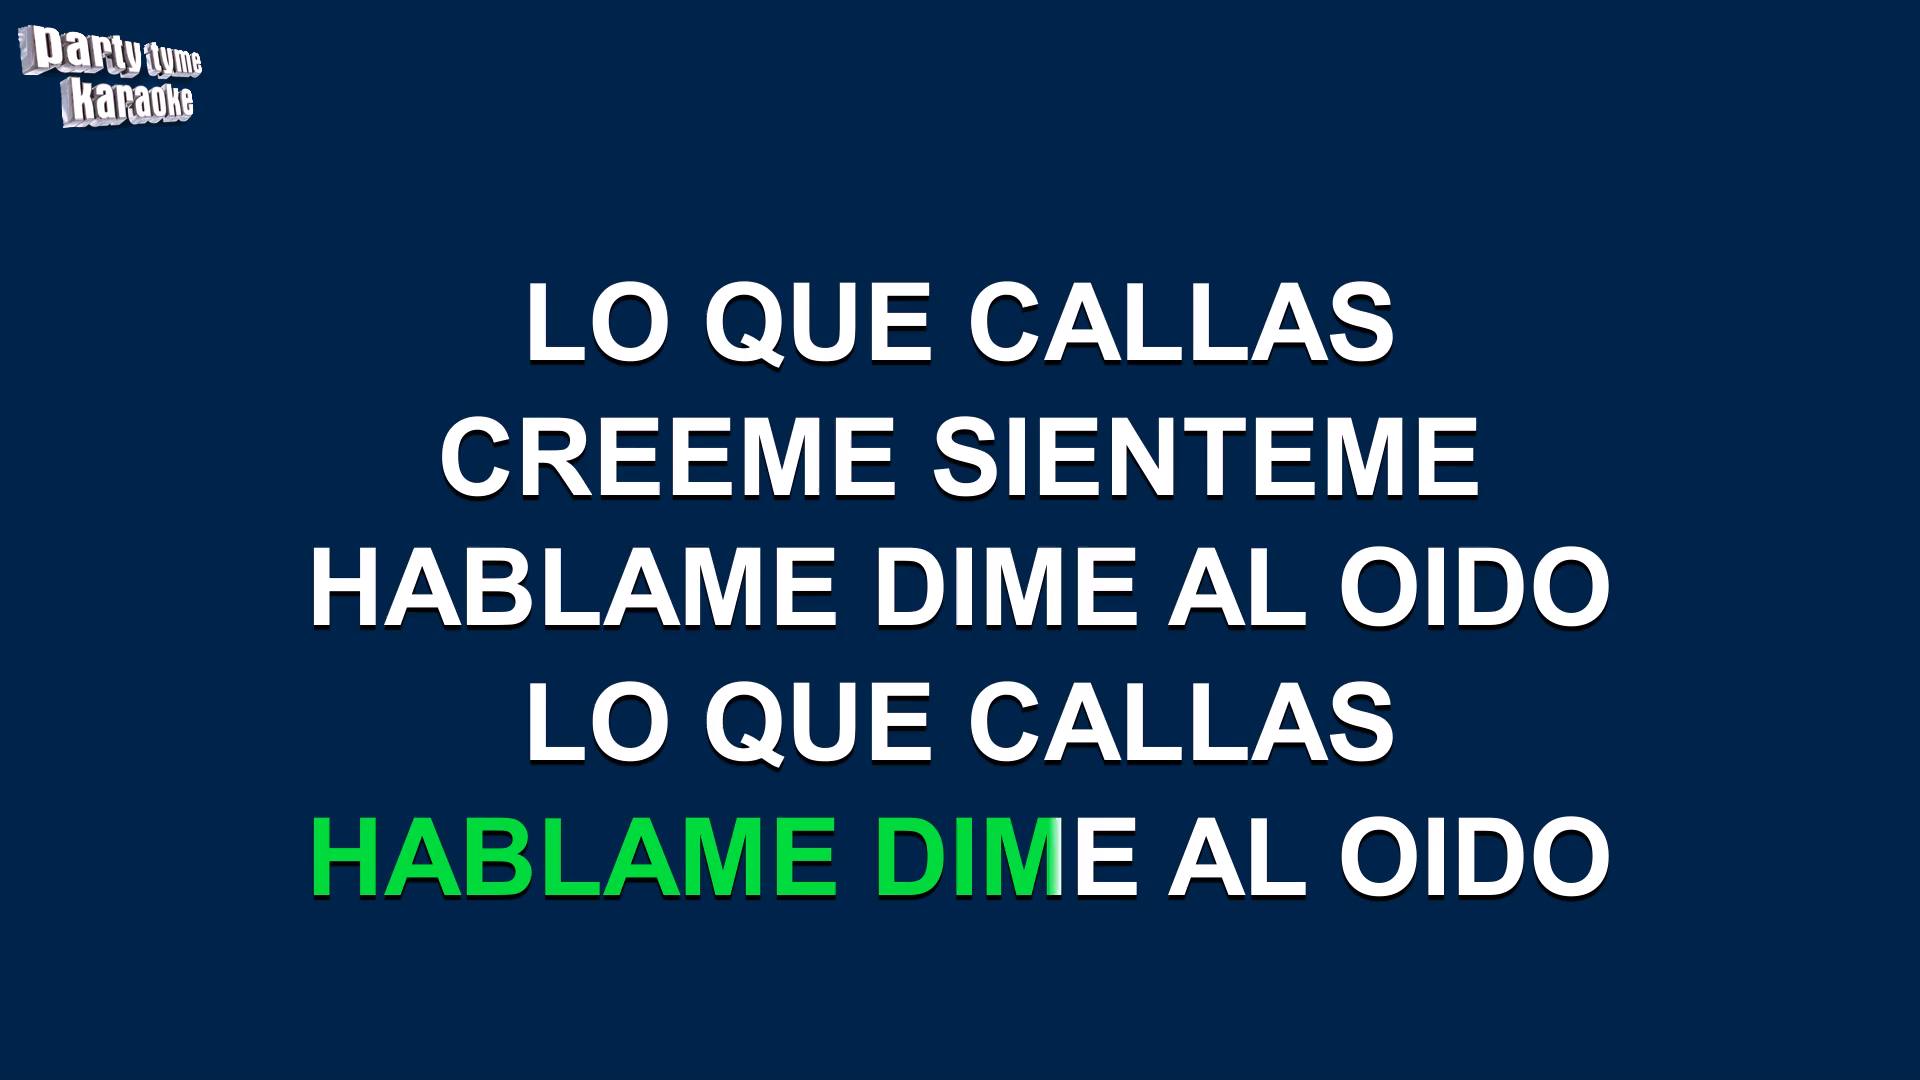 party tyme
karaoke
LO QUE CALLAS
CREEME SIENTEME
HABLAME DIME AL OIDO
LO QUE CALLAS
HABLAME DIME AL OIDO